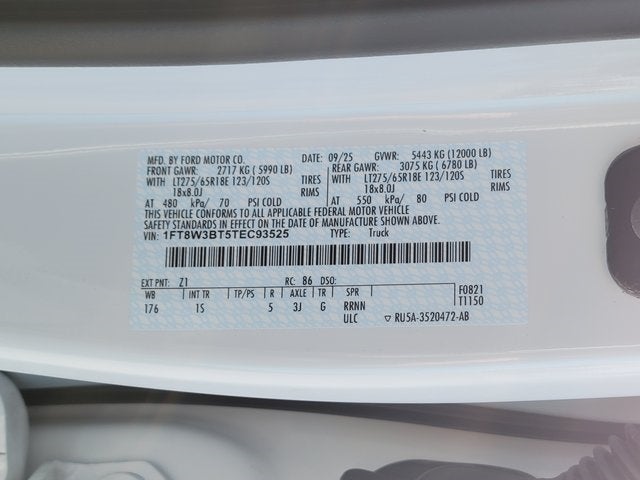 MFD. BY FORD MOTOR CO. DATE: 09/25 GVWR: 5443 KG (12000 LB)
FRONT GAWR: 2717 KG ( 5990 LB) REAR GAWR: 3075 KG ( 6780 LB)
WITH LT275/65R18E 123/120S TIRES WITH LT275/65R18E 123/120S TIRES
18x8.0J RIMS 18x8.0J RIMS
AT 480 kPa/ 70 PSI COLD AT 550 kPa/ 80 PSI COLD
THIS VEHICLE CONFORMS TO ALL APPLICABLE FEDERAL MOTOR VEHICLE
SAFETY STANDARDS IN EFFECT ON THE DATE OF MANUFACTURE SHOWN ABOVE.
VIN: 1FT8W3BT5TEC93525 TYPE: Truck
EXT PNT: Z1 RC: 86 DSO:
WB INT TR TP/PS R AXLE TR SPR F0821
176 1S 5 3J G RRNN T1150
ULC ▽ RU5A-3520472-AB